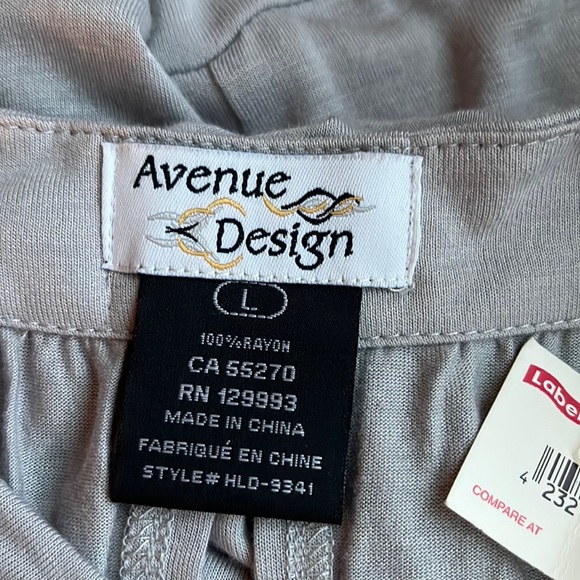 Avenue
Design
L
100% RAYON
CA 55270
RN 129993
MADE IN CHINA
FABRIQUÉ EN CHINE
STYLE# HLD-9341
Labe
4 232
COMPARE AT